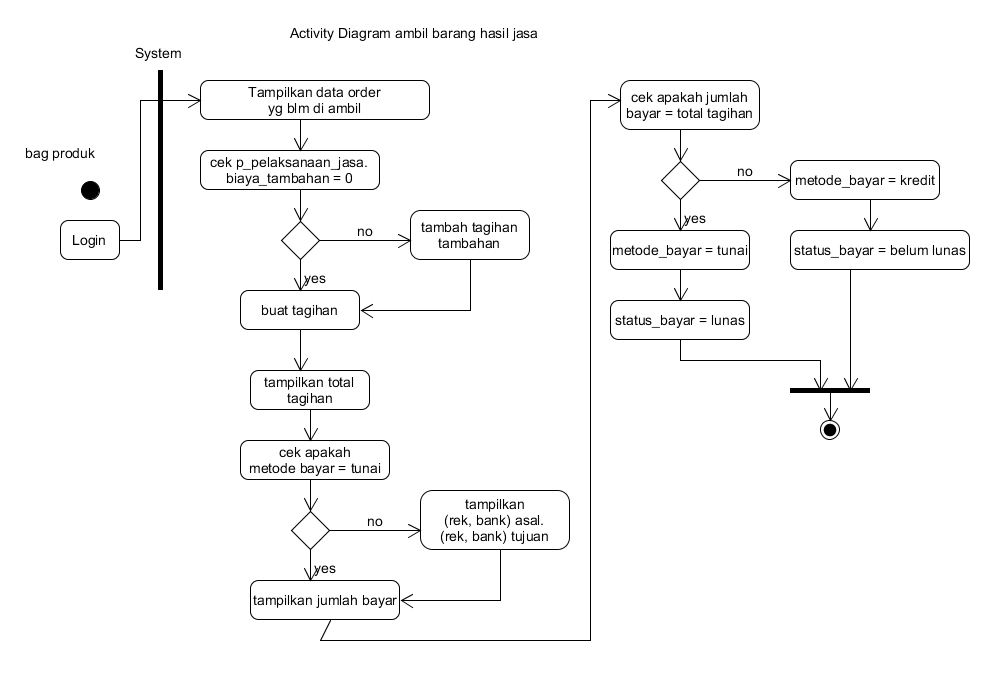 Activity Diagram ambil barang hasil jasa
System
bag produk
Login
Tampilkan data order
yg blm di ambil
cek p_pelaksanaan_jasa.
biaya_tambahan = 0
no
tambah tagihan
tambahan
yes
buat tagihan
tampilkan total
tagihan
cek apakah
metode bayar = tunai
no
tampilkan
(rek, bank) asal.
(rek, bank) tujuan
yes
tampilkan jumlah bayar
cek apakah jumlah
bayar = total tagihan
no
metode_bayar = kredit
yes
metode_bayar = tunai
status_bayar = belum lunas
status_bayar = lunas